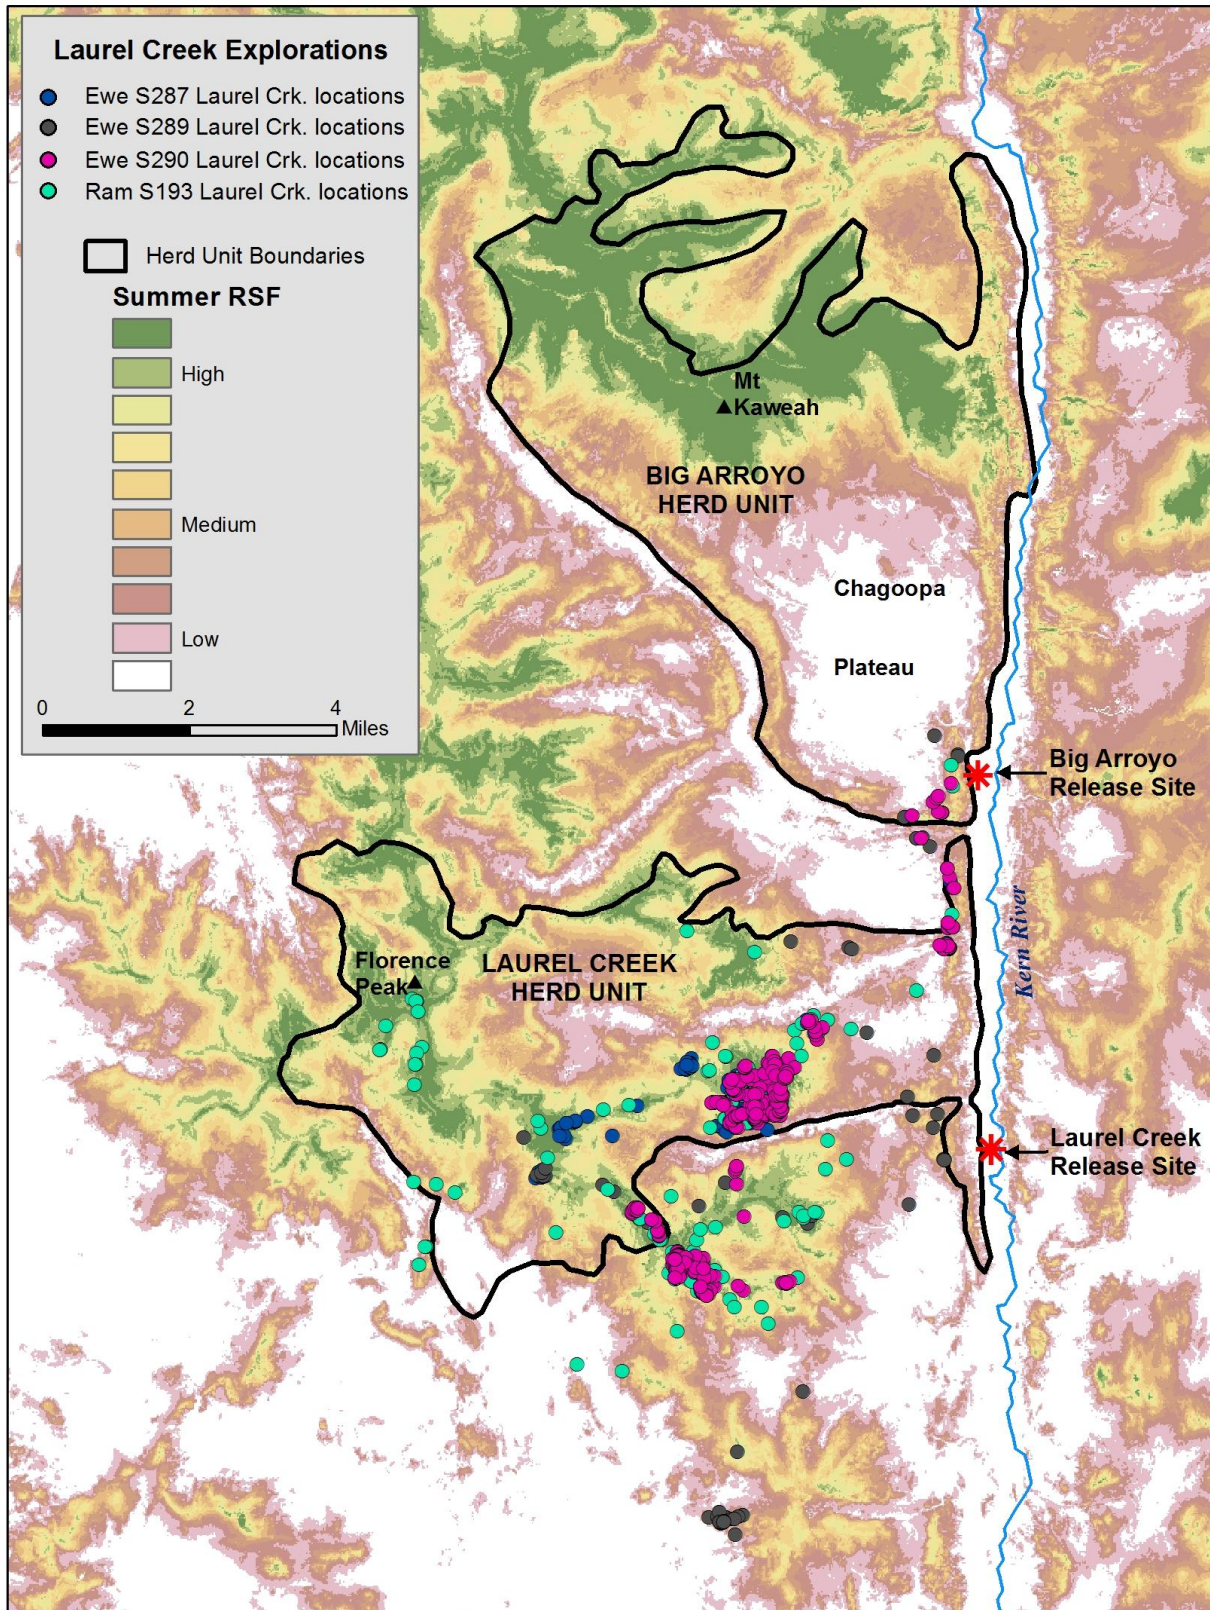 Laurel Creek Explorations
Ewe S287 Laurel Crk. locations
Ewe S289 Laurel Crk. locations
Ewe S290 Laurel Crk. locations
Ram S193 Laurel Crk. locations
Herd Unit Boundaries
Summer RSF
High
Medium
Low
0 2 4
Miles
Mt
Kaweah
BIG ARROYO
HERD UNIT
Chagoopa
Plateau
Big Arroyo
Release Site
Kern River
Florence
Peak
LAUREL CREEK
HERD UNIT
Laurel Creek
Release Site